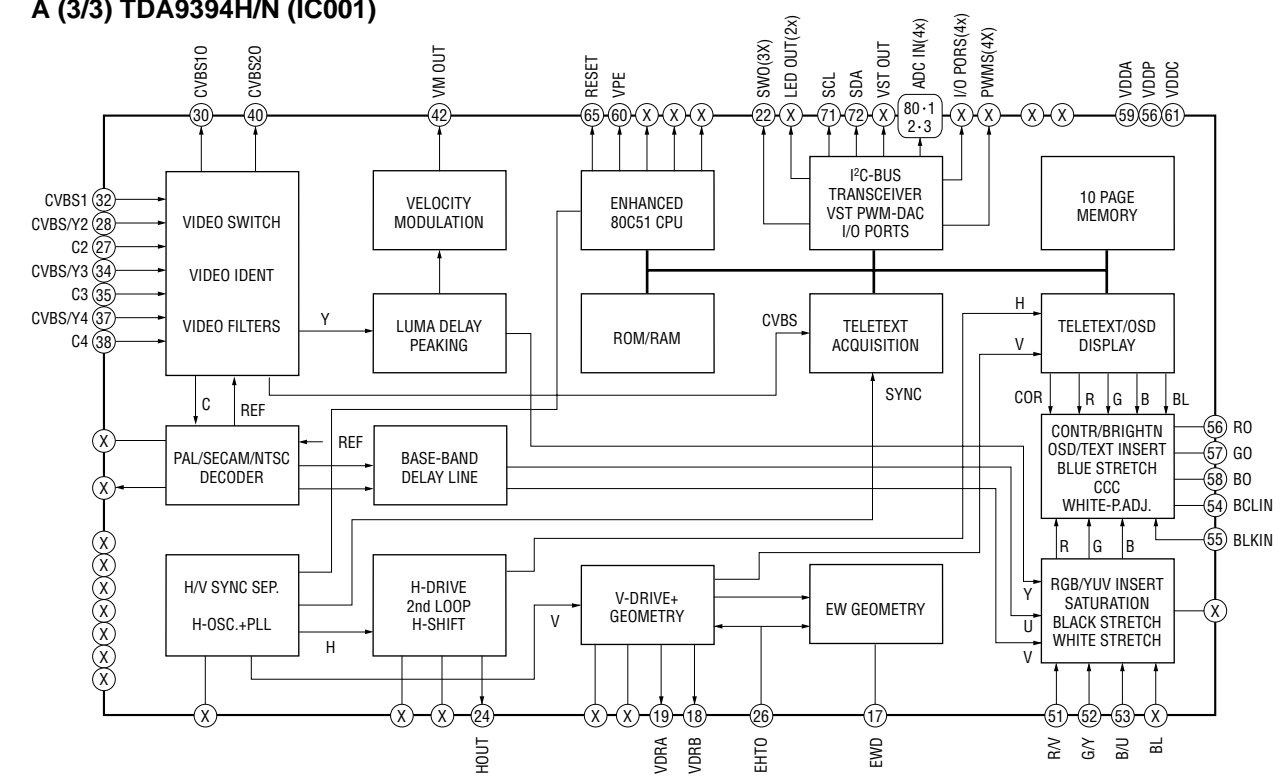 A (3/3) TDA9394H/N (IC001)
CVBS1O
CVBS2O
VM OUT
RESET
VPE
SWO(3X)
LED OUT(2x)
SCL
SDA
VST OUT
ADC IN(4x)
I/O PORS(4x)
PWMS(4X)
VDDA
VDDP
VDDC
30
40
42
65
60
X
X
X
22
X
71
72
X
80·1
2·3
X
X
X
X
59
56
61
CVBS1 32
CVBS/Y2 28
C2 27
CVBS/Y3 34
C3 35
CVBS/Y4 37
C4 38
VIDEO SWITCH
VIDEO IDENT
VIDEO FILTERS
VELOCITY
MODULATION
ENHANCED
80C51 CPU
I²C-BUS
TRANSCEIVER
VST PWM-DAC
I/O PORTS
10 PAGE
MEMORY
Y
LUMA DELAY
PEAKING
ROM/RAM
CVBS
TELETEXT
ACQUISITION
H
V
TELETEXT/OSD
DISPLAY
C
REF
SYNC
COR
R
G
B
BL
X
X
PAL/SECAM/NTSC
DECODER
REF
BASE-BAND
DELAY LINE
CONTR/BRIGHTN
OSD/TEXT INSERT
BLUE STRETCH
CCC
WHITE-P.ADJ.
56 RO
57 GO
58 BO
54 BCLIN
55 BLKIN
R
G
B
X
X
X
X
X
X
X
H/V SYNC SEP.
H-OSC.+PLL
H
H-DRIVE
2nd LOOP
H-SHIFT
V
V-DRIVE+
GEOMETRY
EW GEOMETRY
Y
U
V
RGB/YUV INSERT
SATURATION
BLACK STRETCH
WHITE STRETCH
X
X
X
X
24
X
X
19
18
26
17
51
52
53
X
HOUT
VDRA
VDRB
EHTO
EWD
R/V
G/Y
B/U
BL